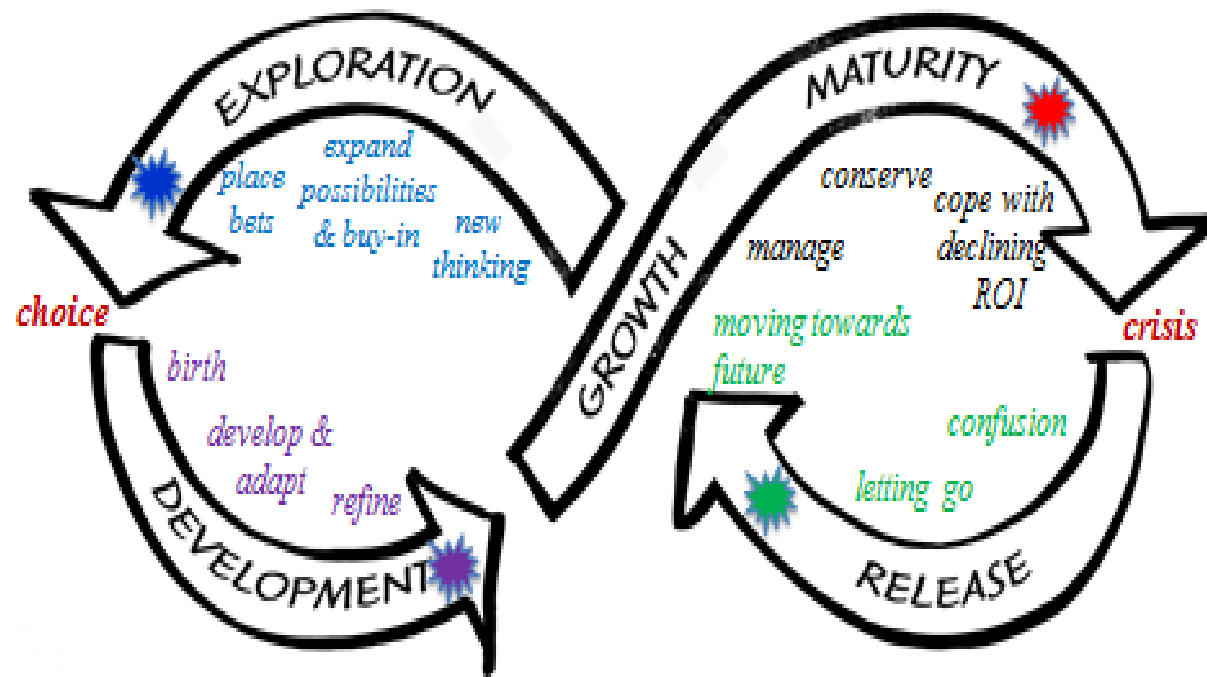 EXPLORATION
place
bets
expand
possibilities
& buy-in
new
thinking
choice
birth
develop &
adapt
refine
DEVELOPMENT
GROWTH
MATURITY
manage
conserve
cope with
declining
ROI
crisis
confusion
letting go
moving towards
future
RELEASE